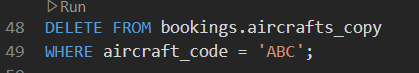 Run
48 DELETE FROM bookings.aircrafts_copy
49 WHERE aircraft_code = 'ABC';